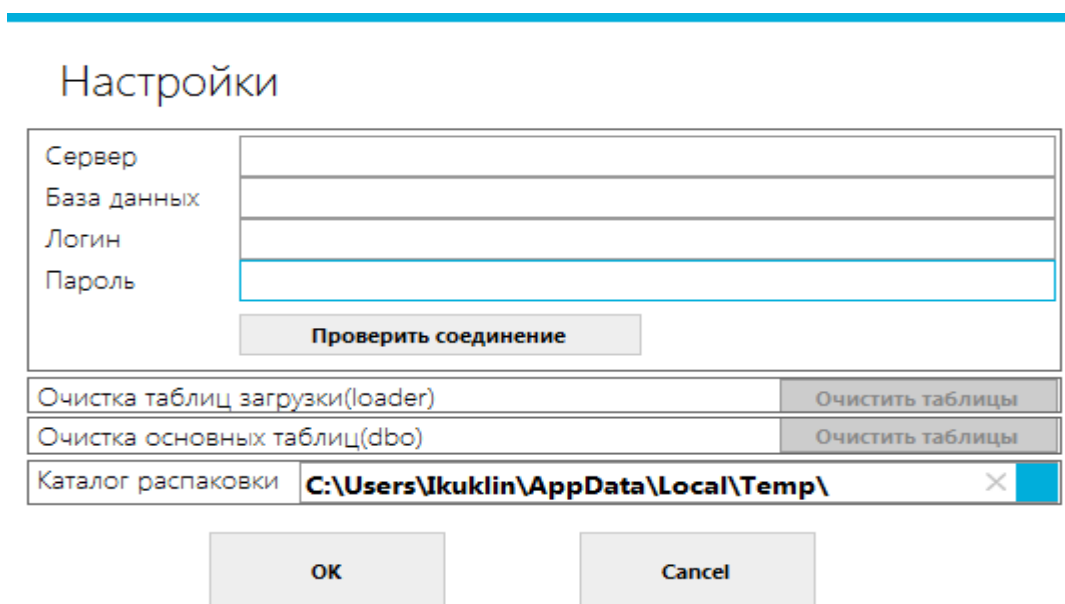 Настройки
Сервер
База данных
Логин
Пароль
Проверить соединение
Очистка таблиц загрузки(loader) Очистить таблицы
Очистка основных таблиц(dbo) Очистить таблицы
Каталог распаковки C:\Users\Ikuklin\AppData\Local\Temp\
OK Cancel